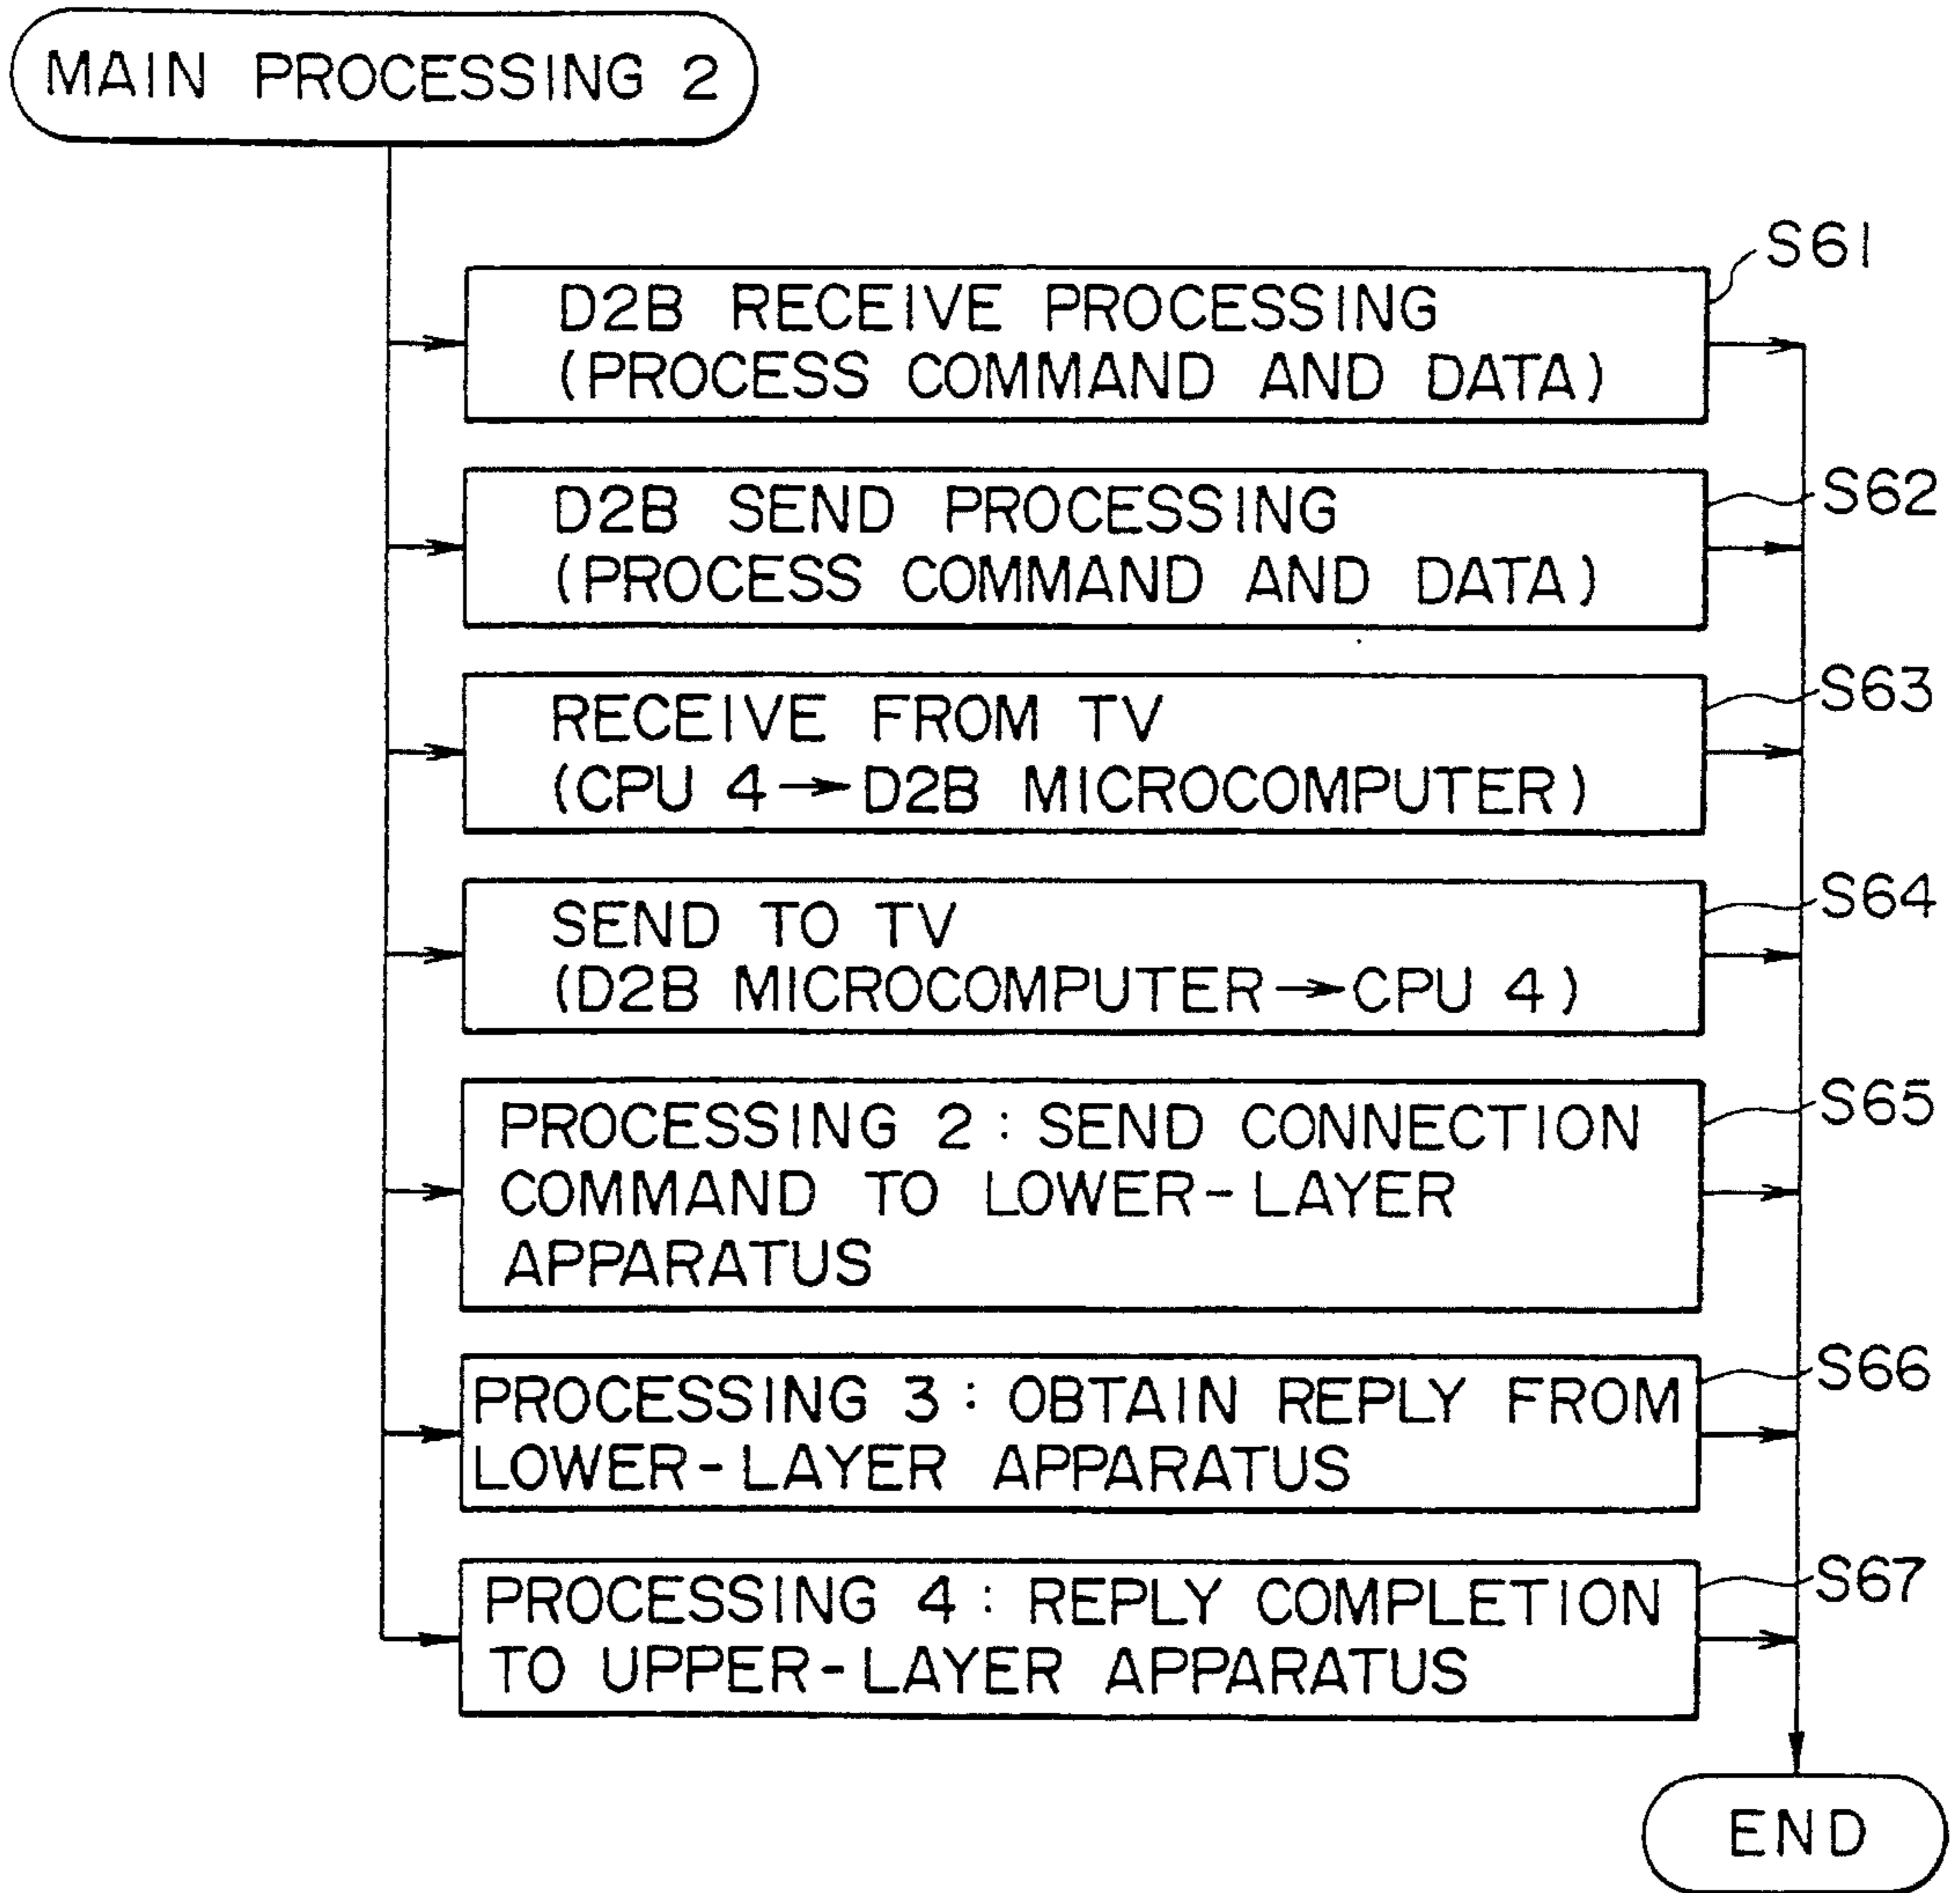 MAIN PROCESSING 2
S61
D2B RECEIVE PROCESSING
(PROCESS COMMAND AND DATA)
S62
D2B SEND PROCESSING
(PROCESS COMMAND AND DATA)
S63
RECEIVE FROM TV
(CPU 4→D2B MICROCOMPUTER)
S64
SEND TO TV
(D2B MICROCOMPUTER→CPU 4)
S65
PROCESSING 2 : SEND CONNECTION
COMMAND TO LOWER-LAYER
APPARATUS
S66
PROCESSING 3 : OBTAIN REPLY FROM
LOWER-LAYER APPARATUS
S67
PROCESSING 4 : REPLY COMPLETION
TO UPPER-LAYER APPARATUS
END